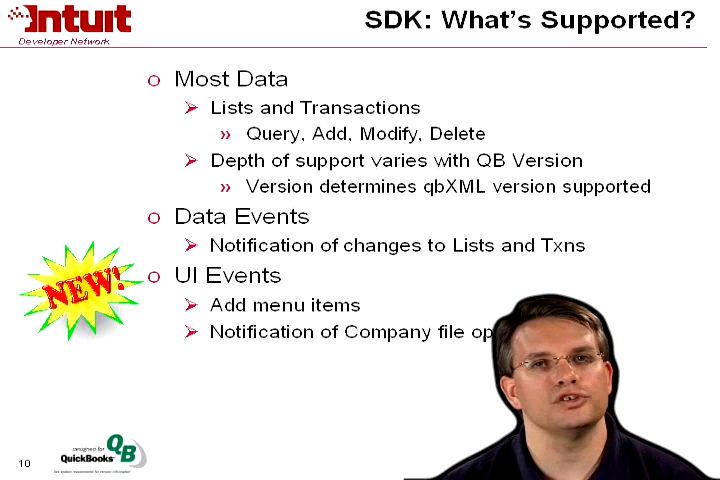 Intuit
Developer Network
SDK: What's Supported?
o Most Data
Lists and Transactions
» Query, Add, Modify, Delete
Depth of support varies with QB Version
» Version determines qbXML version supported
o Data Events
Notification of changes to Lists and Txns
NEW!
o UI Events
Add menu items
Notification of Company file op
10
designed for
QuickBooks
QB